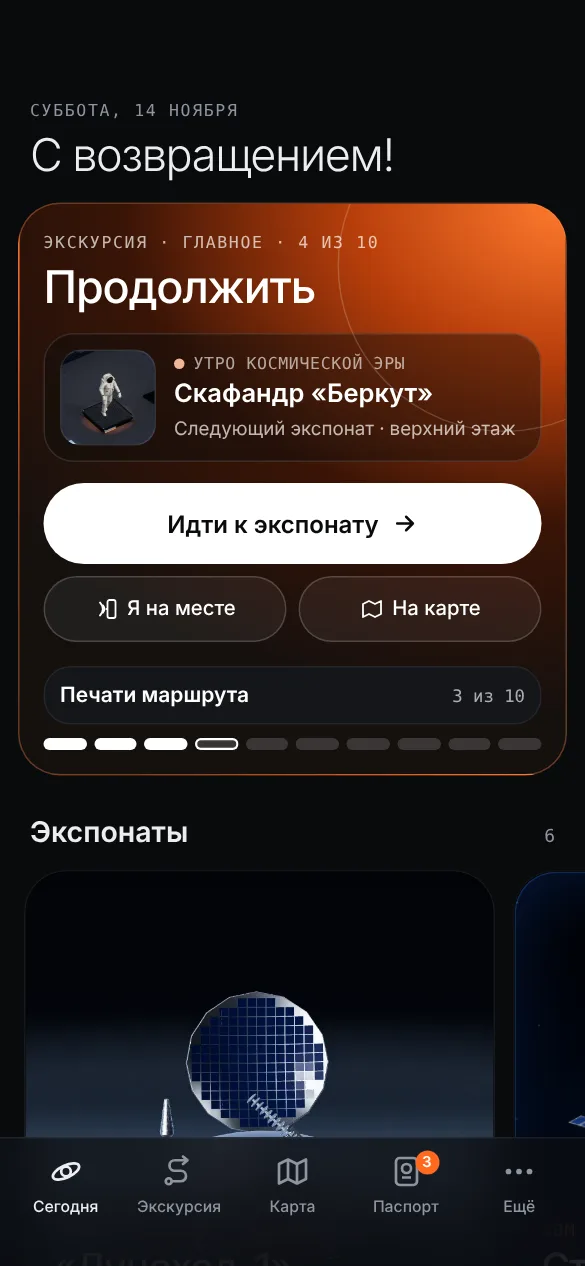 СУББОТА, 14 НОЯБРЯ
С возвращением!
ЭКСКУРСИЯ · ГЛАВНОЕ · 4 ИЗ 10
Продолжить
УТРО КОСМИЧЕСКОЙ ЭРЫ
Скафандр «Беркут»
Следующий экспонат · верхний этаж
Идти к экспонату →
Я на месте
На карте
Печати маршрута
3 из 10
Экспонаты
6
3
Сегодня
Экскурсия
Карта
Паспорт
Ещё
«Луноход-1»